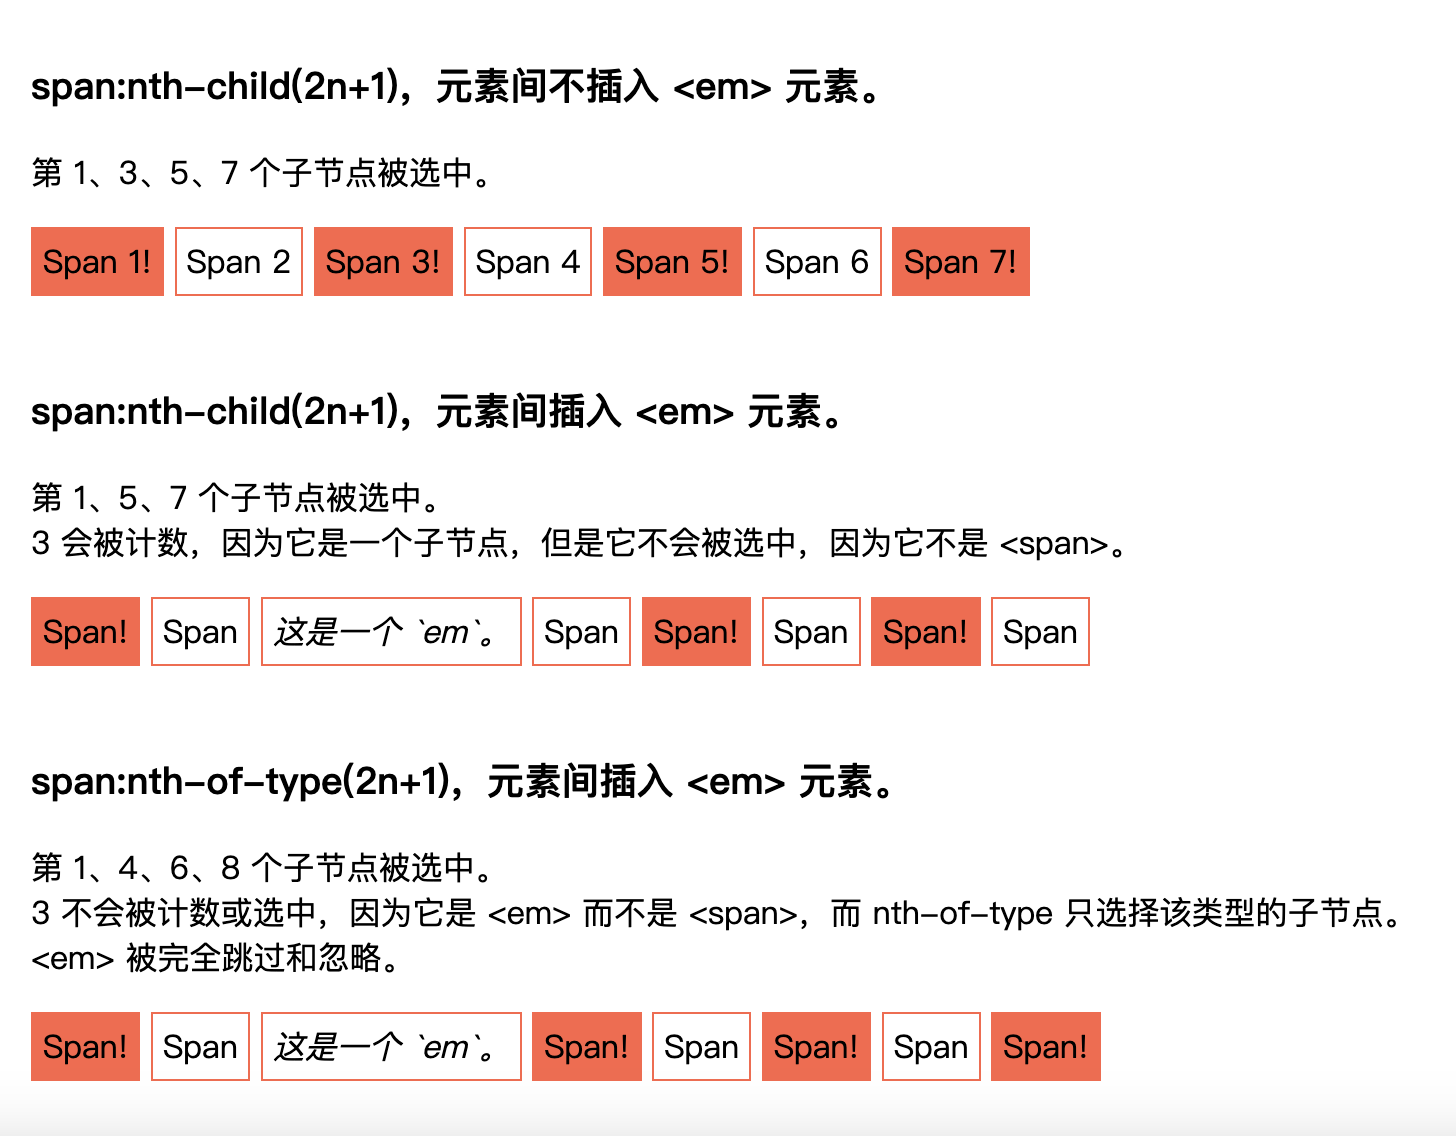 span:nth-child(2n+1)，元素间不插入 <em> 元素。
第 1、3、5、7 个子节点被选中。
Span 1! Span 2 Span 3! Span 4 Span 5! Span 6 Span 7!
span:nth-child(2n+1)，元素间插入 <em> 元素。
第 1、5、7 个子节点被选中。
3 会被计数，因为它是一个子节点，但是它不会被选中，因为它不是 <span>。
Span! Span 这是一个 `em`。 Span Span! Span Span! Span
span:nth-of-type(2n+1)，元素间插入 <em> 元素。
第 1、4、6、8 个子节点被选中。
3 不会被计数或选中，因为它是 <em> 而不是 <span>，而 nth-of-type 只选择该类型的子节点。
<em> 被完全跳过和忽略。
Span! Span 这是一个 `em`。 Span! Span Span! Span Span!